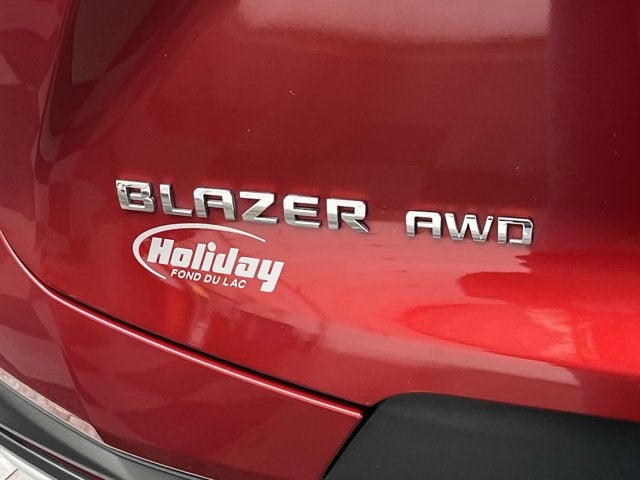 BLAZER AWD
Holiday
FOND DU LAC